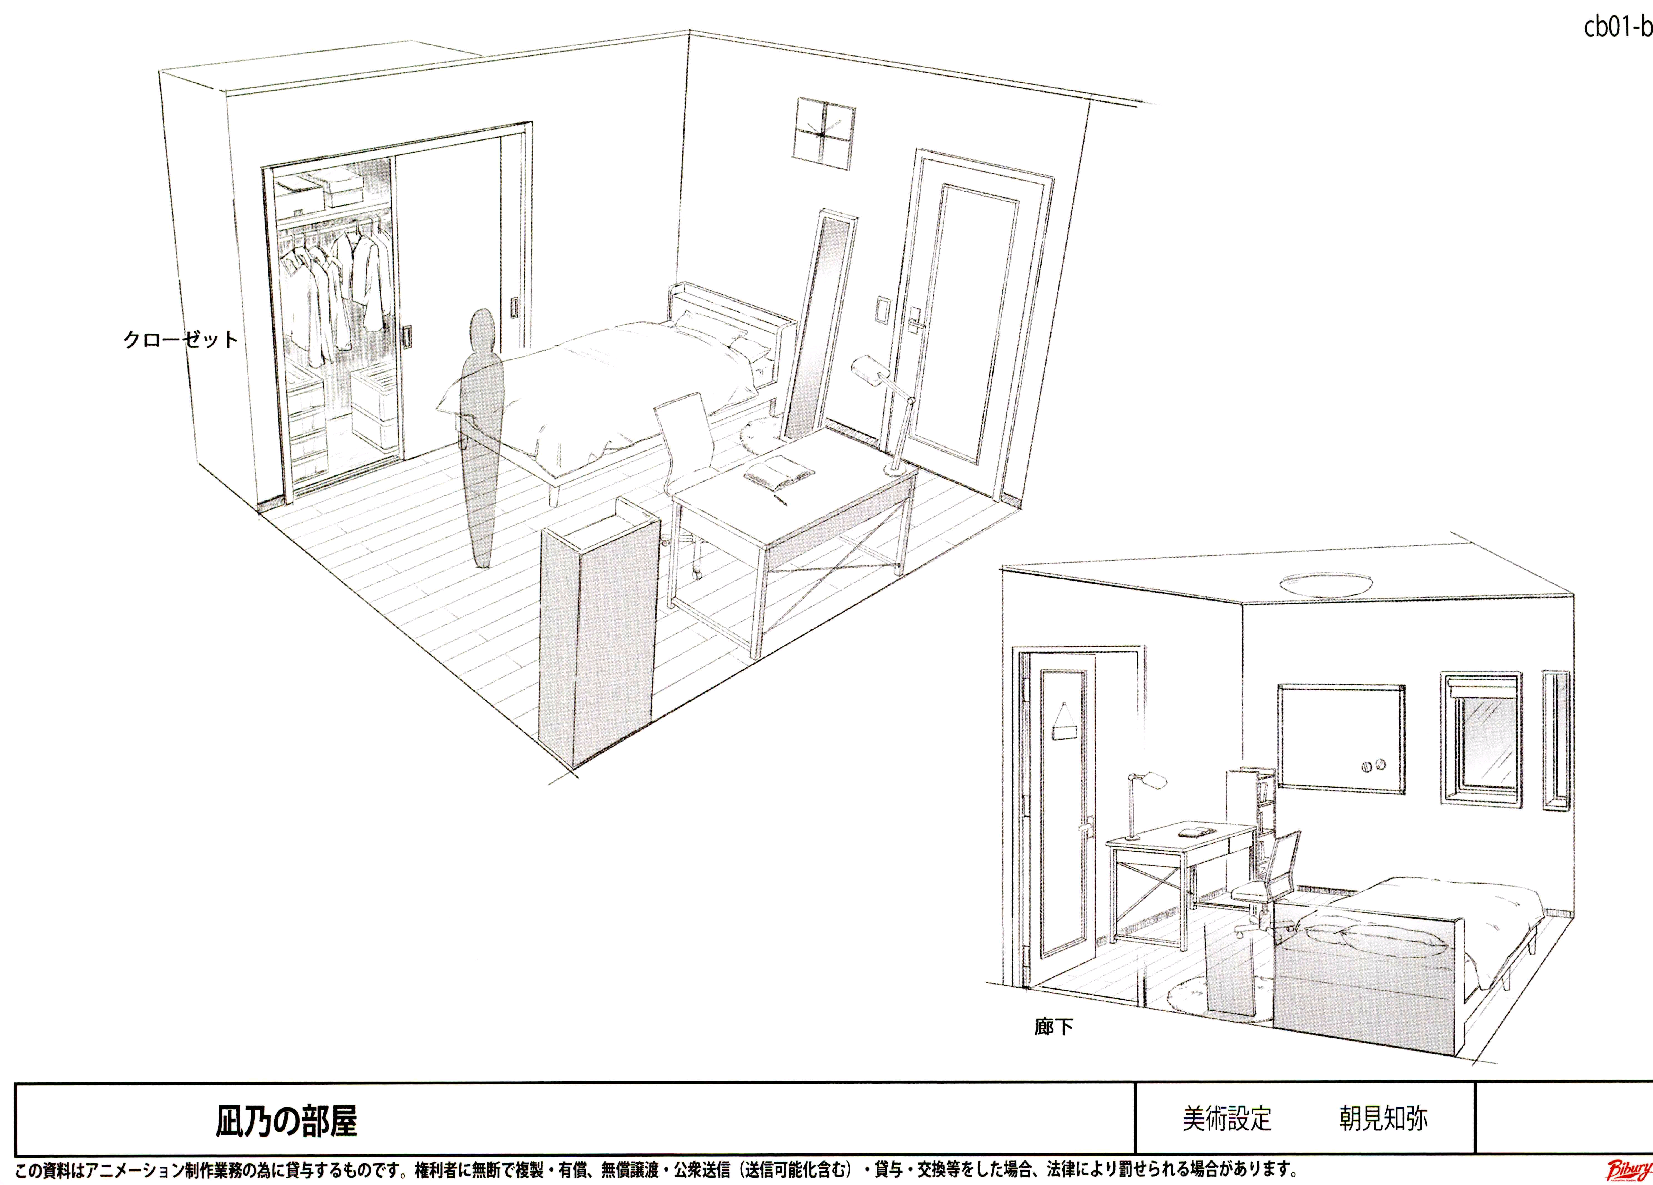 cb01-b
クローゼット
廊下
凪乃の部屋
美術設定 朝見知弥
この資料はアニメーション制作業務の為に貸与するものです。権利者に無断で複製・有償、無償譲渡・公衆送信（送信可能化含む）・貸与・交換等をした場合、法律により罰せられる場合があります。
Bibury